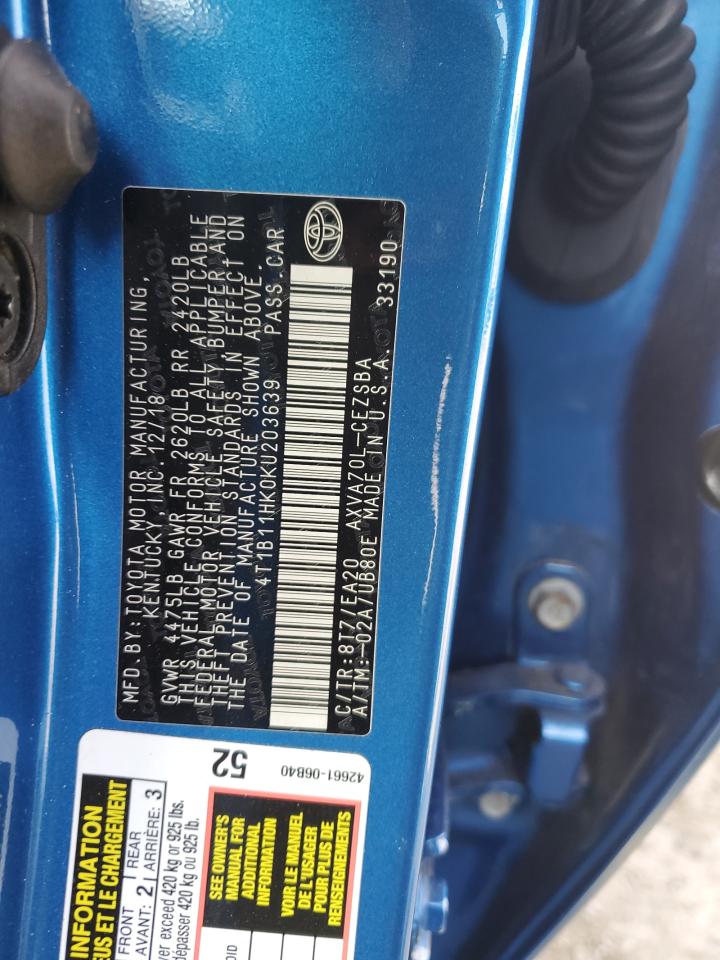 MFD.BY:TOYOTA MOTOR MANUFACTURING,
KENTUCKY, INC. 12/18
GVWR 4475LB GAWR FR 2620LB RR 2420LB
THIS VEHICLE CONFORMS TO ALL APPLICABLE
FEDERAL MOTOR VEHICLE SAFETY, BUMPER AND
THEFT PREVENTION STANDARDS IN EFFECT ON
THE DATE OF MANUFACTURE SHOWN ABOVE.
4T1B11HK0KU203639 PASS.CAR
C/TR:8T7/EA20 AXVA70L-CEZSBA
A/TM:-02A/UB80E MADE IN U.S.A. 33190
INFORMATION
US ET LE CHARGEMENT
FRONT 2 REAR 3
AVANT: ARRIÈRE:
exceed 420 kg or 925 lbs.
dépasser 420 kg ou 925 lb.
52
42661-06B40
SEE OWNER'S
MANUAL FOR
ADDITIONAL
INFORMATION
VOIR LE MANUEL
DE L'USAGER
POUR PLUS DE
RENSEIGNEMENTS